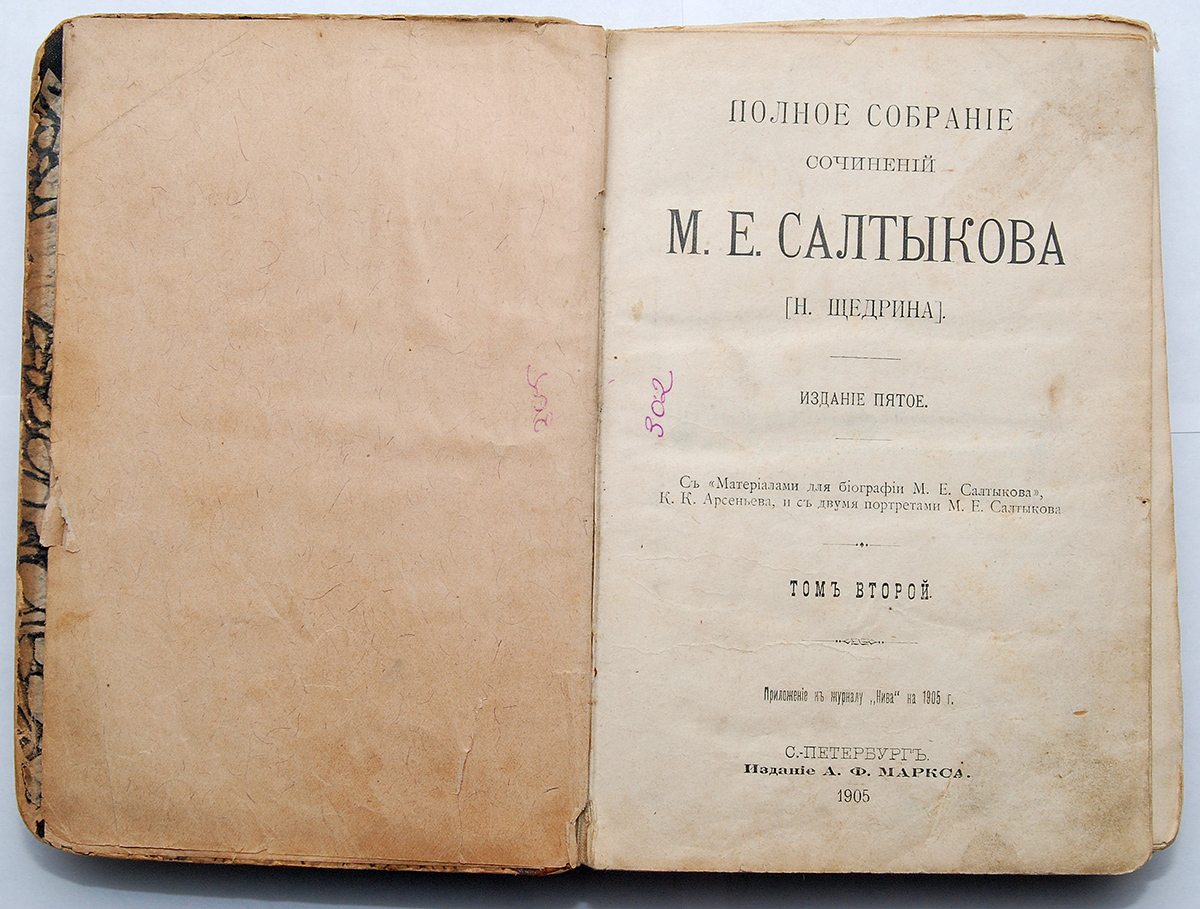 ПОЛНОЕ СОБРАНІЕ
СОЧИНЕНІЙ
М. Е. САЛТЫКОВА
[Н. ЩЕДРИНА].
302
ИЗДАНІЕ ПЯТОЕ.
Съ «Матеріалами для біографіи М. Е. Салтыкова»,
К. К. Арсеньева, и съ двумя портретами М. Е. Салтыкова
ТОМЪ ВТОРОЙ.
Приложеніе къ журналу „Нива“ на 1905 г.
С.-ПЕТЕРБУРГЪ.
Изданіе А. Ф. МАРКСА.
1905